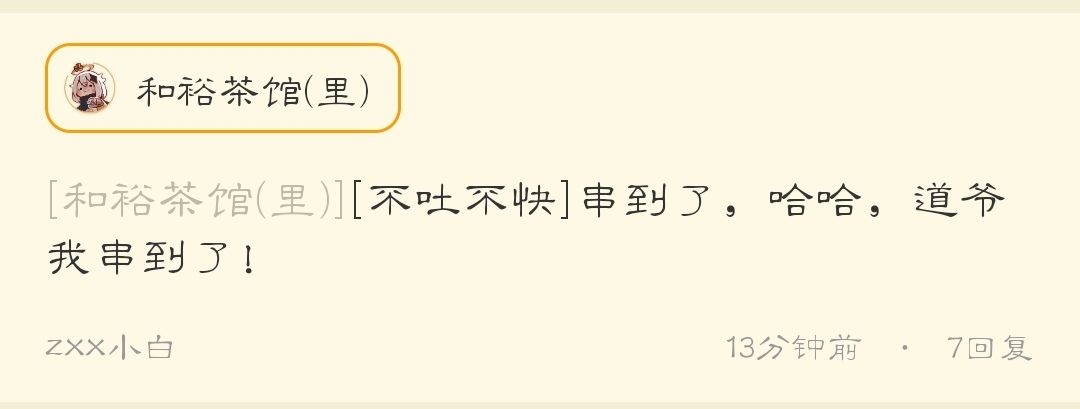 和裕茶馆(里)
[和裕茶馆(里)][不吐不快]串到了，哈哈，道爷
我串到了！
zxx小白
13分钟前 · 7回复